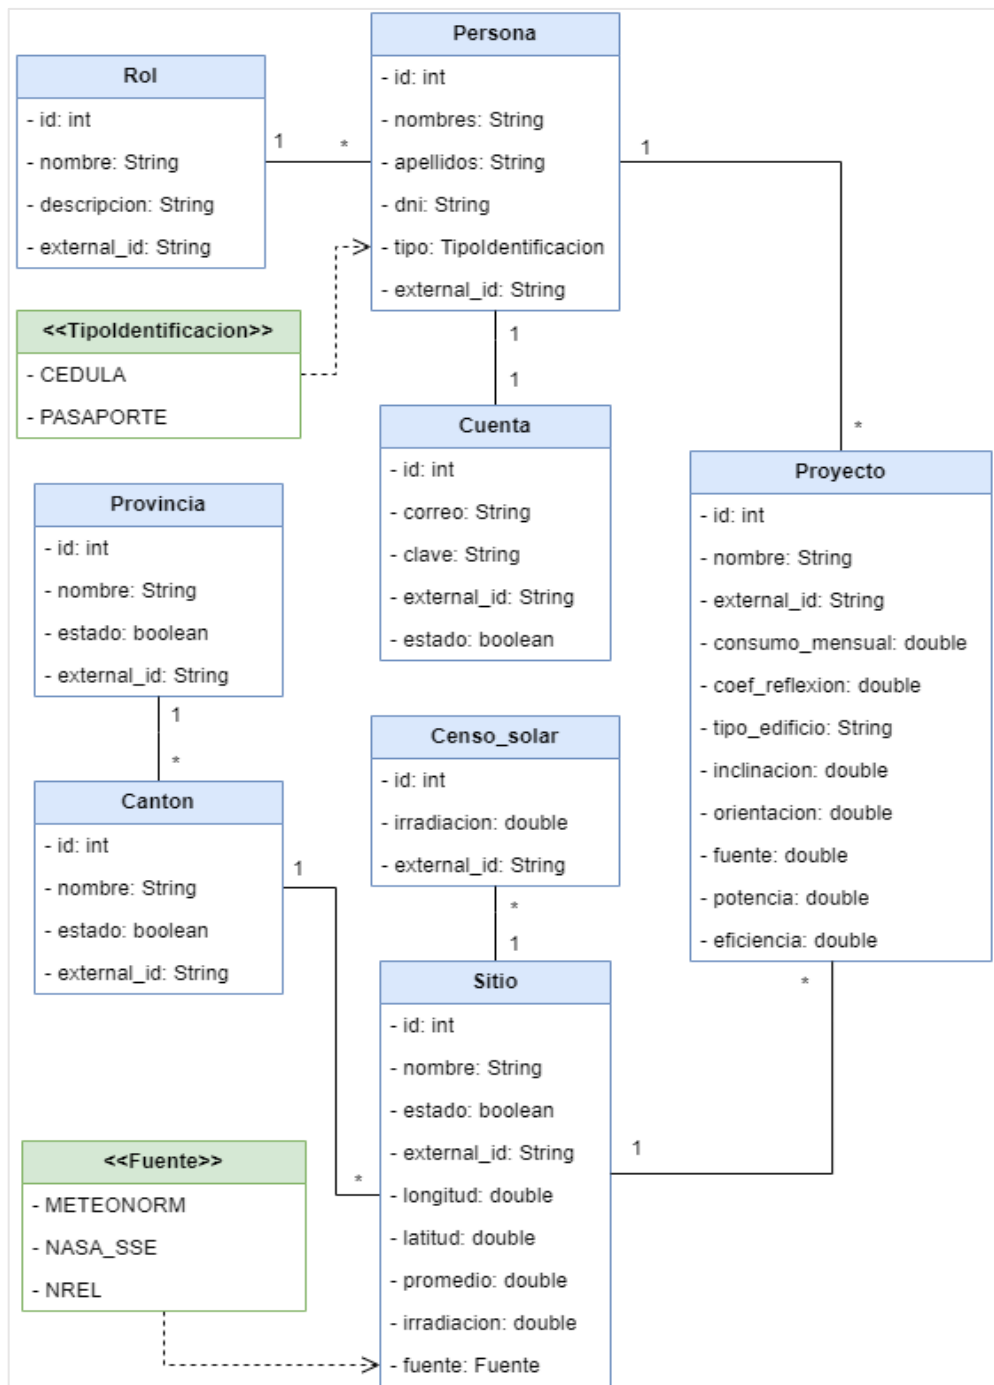 Persona
- id: int
- nombres: String
- apellidos: String
- dni: String
- tipo: TipoIdentificacion
- external_id: String
Rol
- id: int
- nombre: String
- descripcion: String
- external_id: String
1
*
1
<<TipoIdentificacion>>
- CEDULA
- PASAPORTE
1
1
*
Cuenta
- id: int
- correo: String
- clave: String
- external_id: String
- estado: boolean
Proyecto
- id: int
- nombre: String
- external_id: String
- consumo_mensual: double
- coef_reflexion: double
- tipo_edificio: String
- inclinacion: double
- orientacion: double
- fuente: double
- potencia: double
- eficiencia: double
Provincia
- id: int
- nombre: String
- estado: boolean
- external_id: String
1
*
Censo_solar
- id: int
- irradiacion: double
- external_id: String
Canton
- id: int
- nombre: String
- estado: boolean
- external_id: String
1
*
1
*
Sitio
- id: int
- nombre: String
- estado: boolean
- external_id: String
- longitud: double
- latitud: double
- promedio: double
- irradiacion: double
- fuente: Fuente
1
*
<<Fuente>>
- METEONORM
- NASA_SSE
- NREL